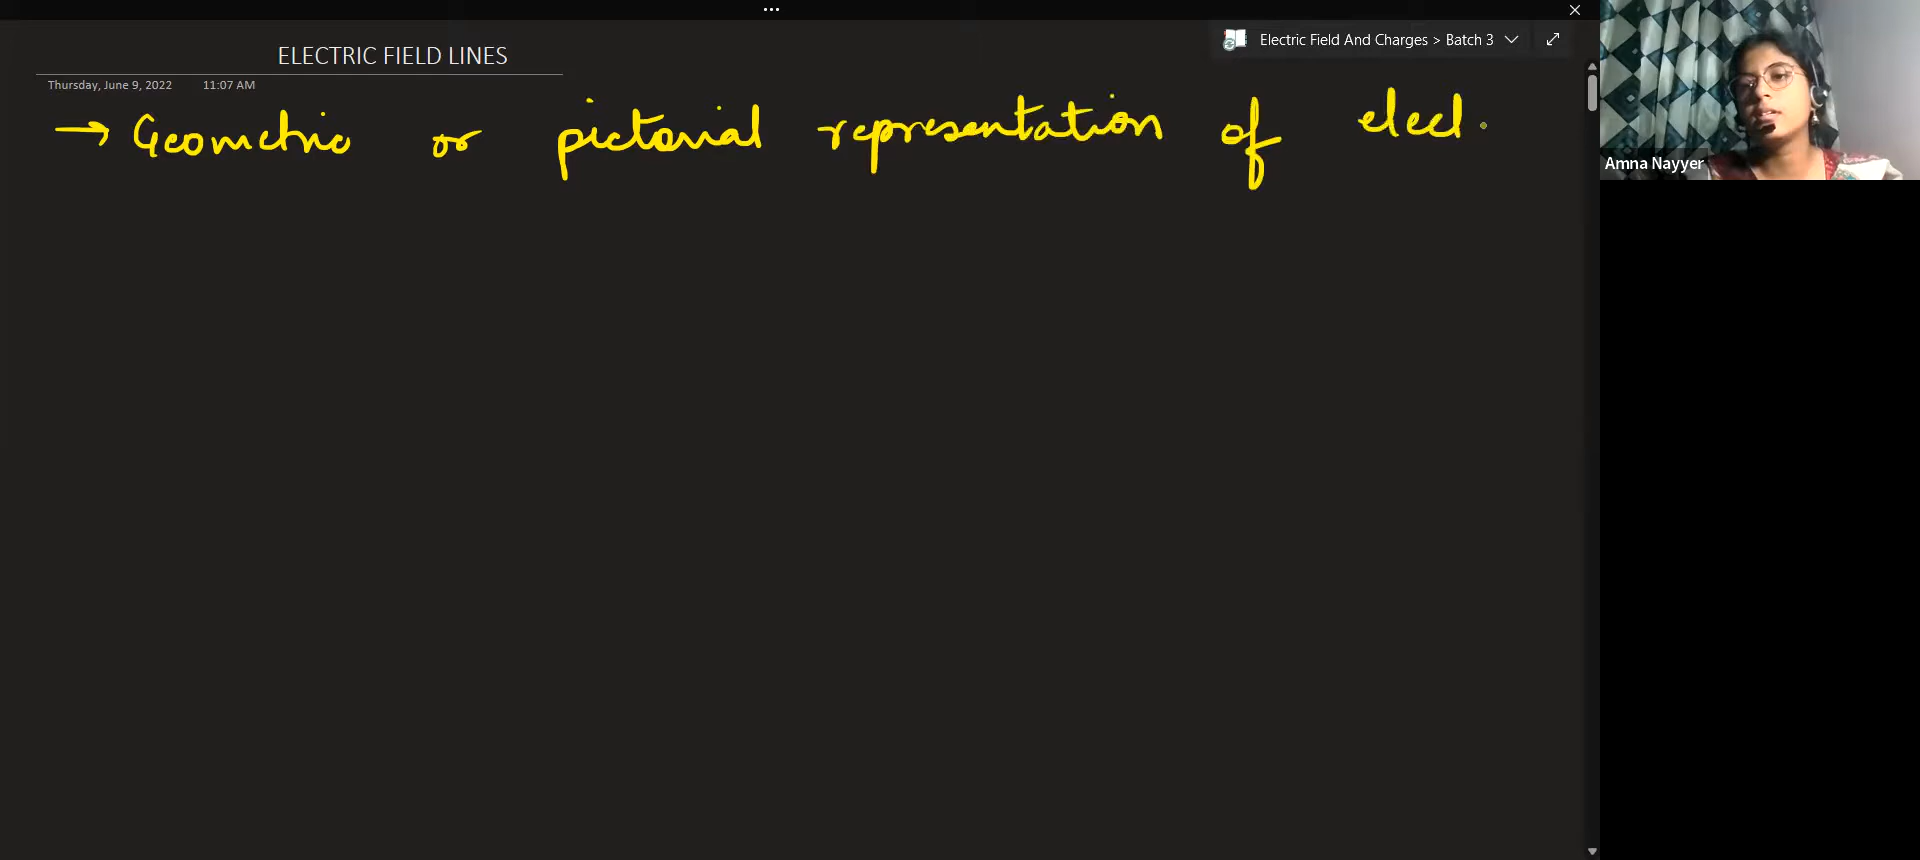 ELECTRIC FIELD LINES
Electric Field And Charges > Batch 3
Thursday, June 9, 2022 11:07 AM
→ Geometric or pictorial representation of elect
Amna Nayyer